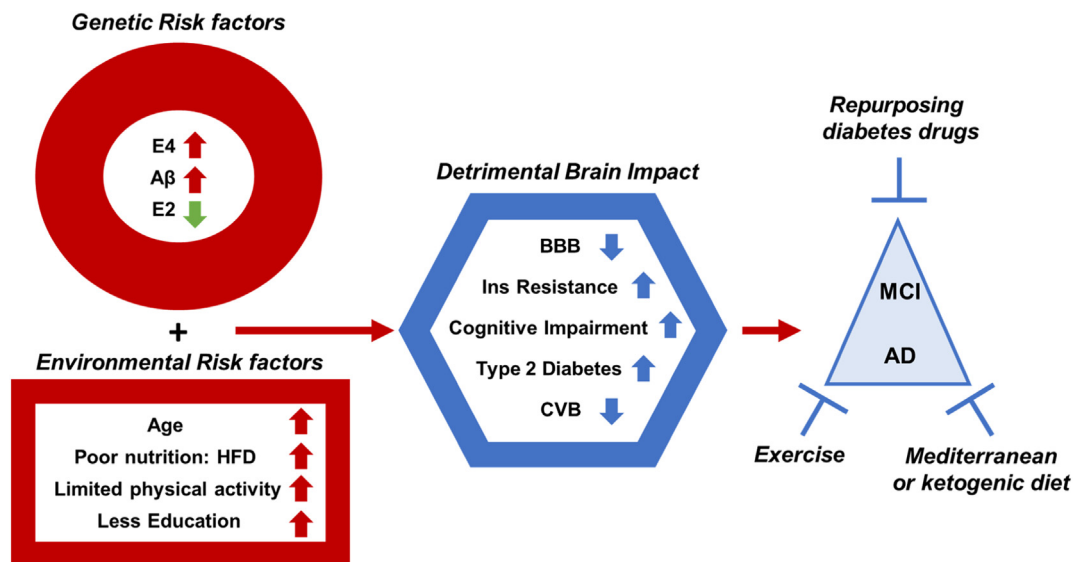 Genetic Risk factors
E4
Aβ
E2
+
Environmental Risk factors
Age
Poor nutrition: HFD
Limited physical activity
Less Education
Detrimental Brain Impact
BBB
Ins Resistance
Cognitive Impairment
Type 2 Diabetes
CVB
Repurposing
diabetes drugs
MCI
AD
Exercise
Mediterranean
or ketogenic diet